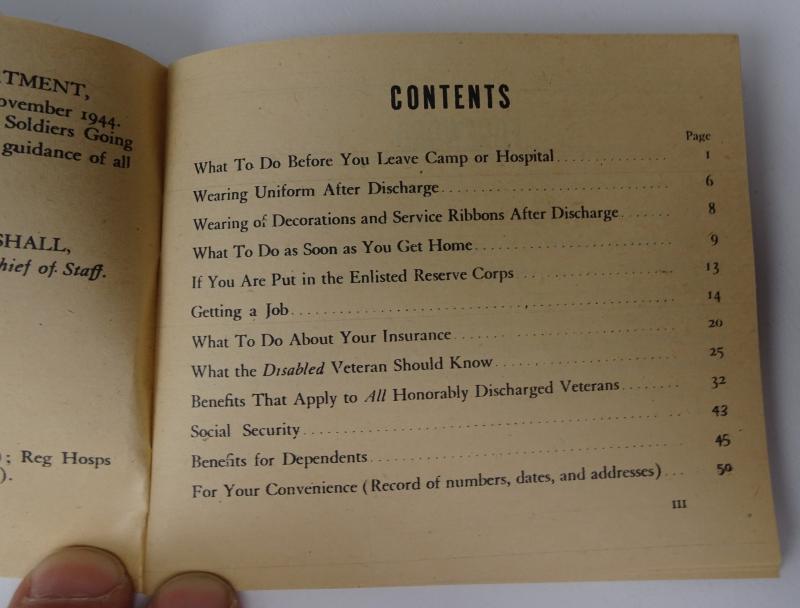 TMENT,
ovember 1944.
Soldiers Going
guidance of all
SHALL,
hief of Staff.
); Reg Hosps
).
CONTENTS
Page
What To Do Before You Leave Camp or Hospital 1
Wearing Uniform After Discharge 6
Wearing of Decorations and Service Ribbons After Discharge 8
What To Do as Soon as You Get Home 9
If You Are Put in the Enlisted Reserve Corps 13
Getting a Job 14
What To Do About Your Insurance 20
What the Disabled Veteran Should Know 25
Benefits That Apply to All Honorably Discharged Veterans 32
Social Security 43
Benefits for Dependents 45
For Your Convenience (Record of numbers, dates, and addresses) 50
III